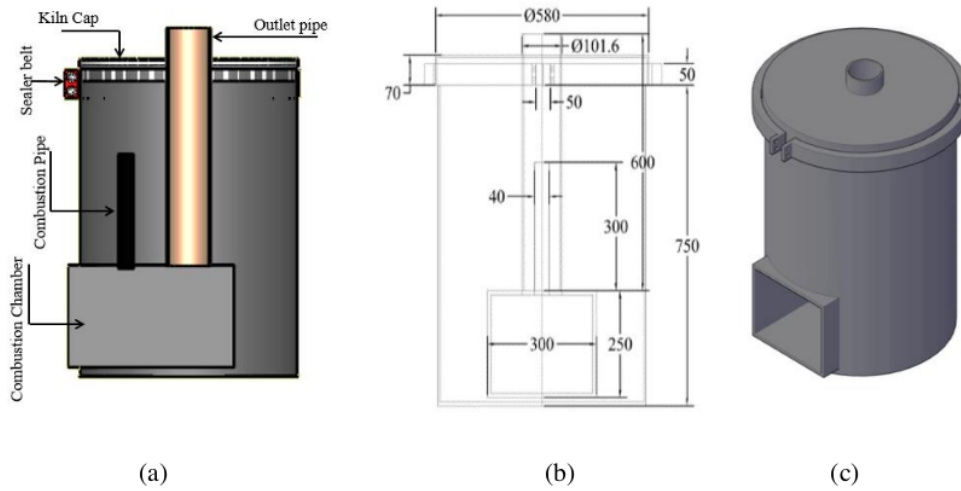 Kiln Cap
Outlet pipe
Sealer belt
Combustion Pipe
Combustion Chamber
Ø580
Ø101.6
50
70
50
600
40
300
750
300
250
(a)
(b)
(c)